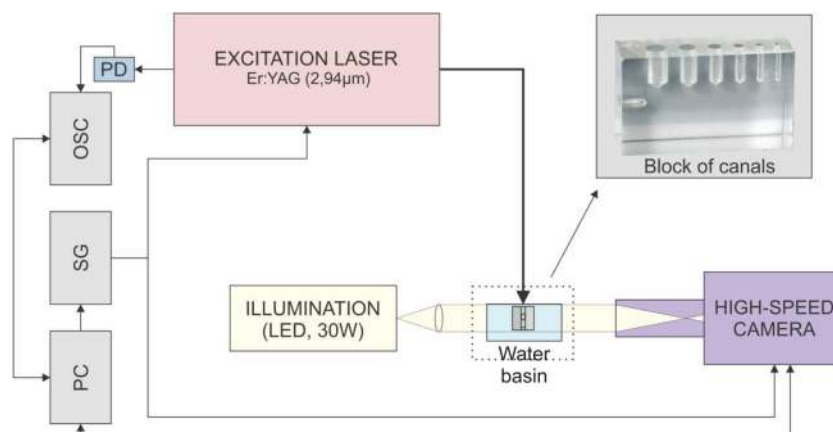 EXCITATION LASER
Er:YAG (2,94µm)
PD
OSC
Block of canals
SG
ILLUMINATION
(LED, 30W)
HIGH-SPEED
CAMERA
Water
basin
PC